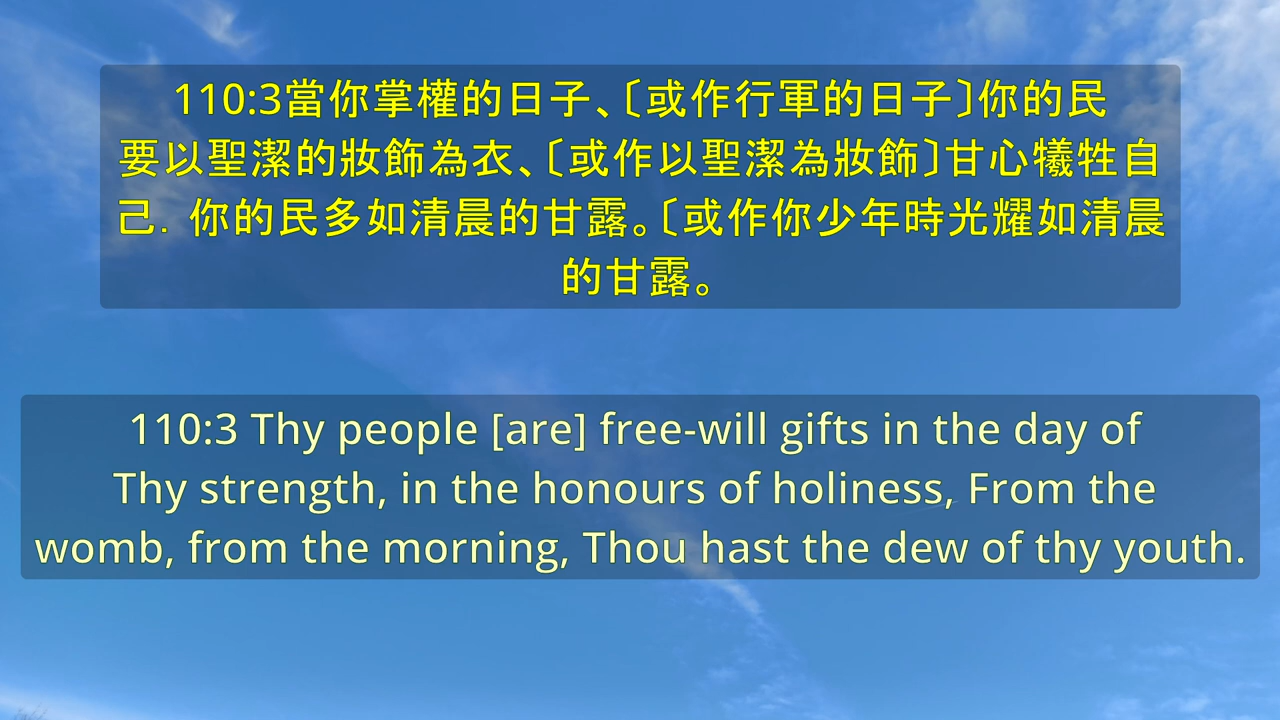 110:3當你掌權的日子、〔或作行軍的日子〕你的民
要以聖潔的妝飾為衣、〔或作以聖潔為妝飾〕甘心犧牲自
己．你的民多如清晨的甘露。〔或作你少年時光耀如清晨
的甘露。
110:3 Thy people [are] free-will gifts in the day of
Thy strength, in the honours of holiness, From the
womb, from the morning, Thou hast the dew of thy youth.